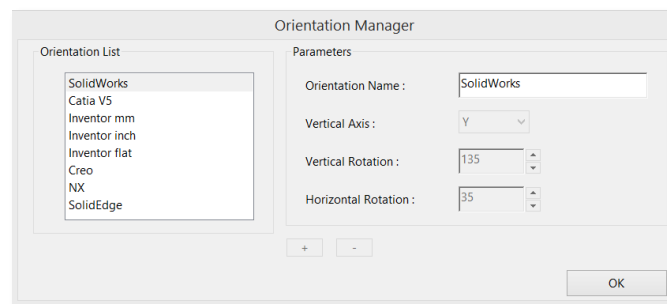 Orientation Manager
Orientation List
SolidWorks
Catia V5
Inventor mm
Inventor inch
Inventor flat
Creo
NX
SolidEdge
Parameters
Orientation Name : SolidWorks
Vertical Axis : Y
Vertical Rotation : 135
Horizontal Rotation : 35
+ -
OK